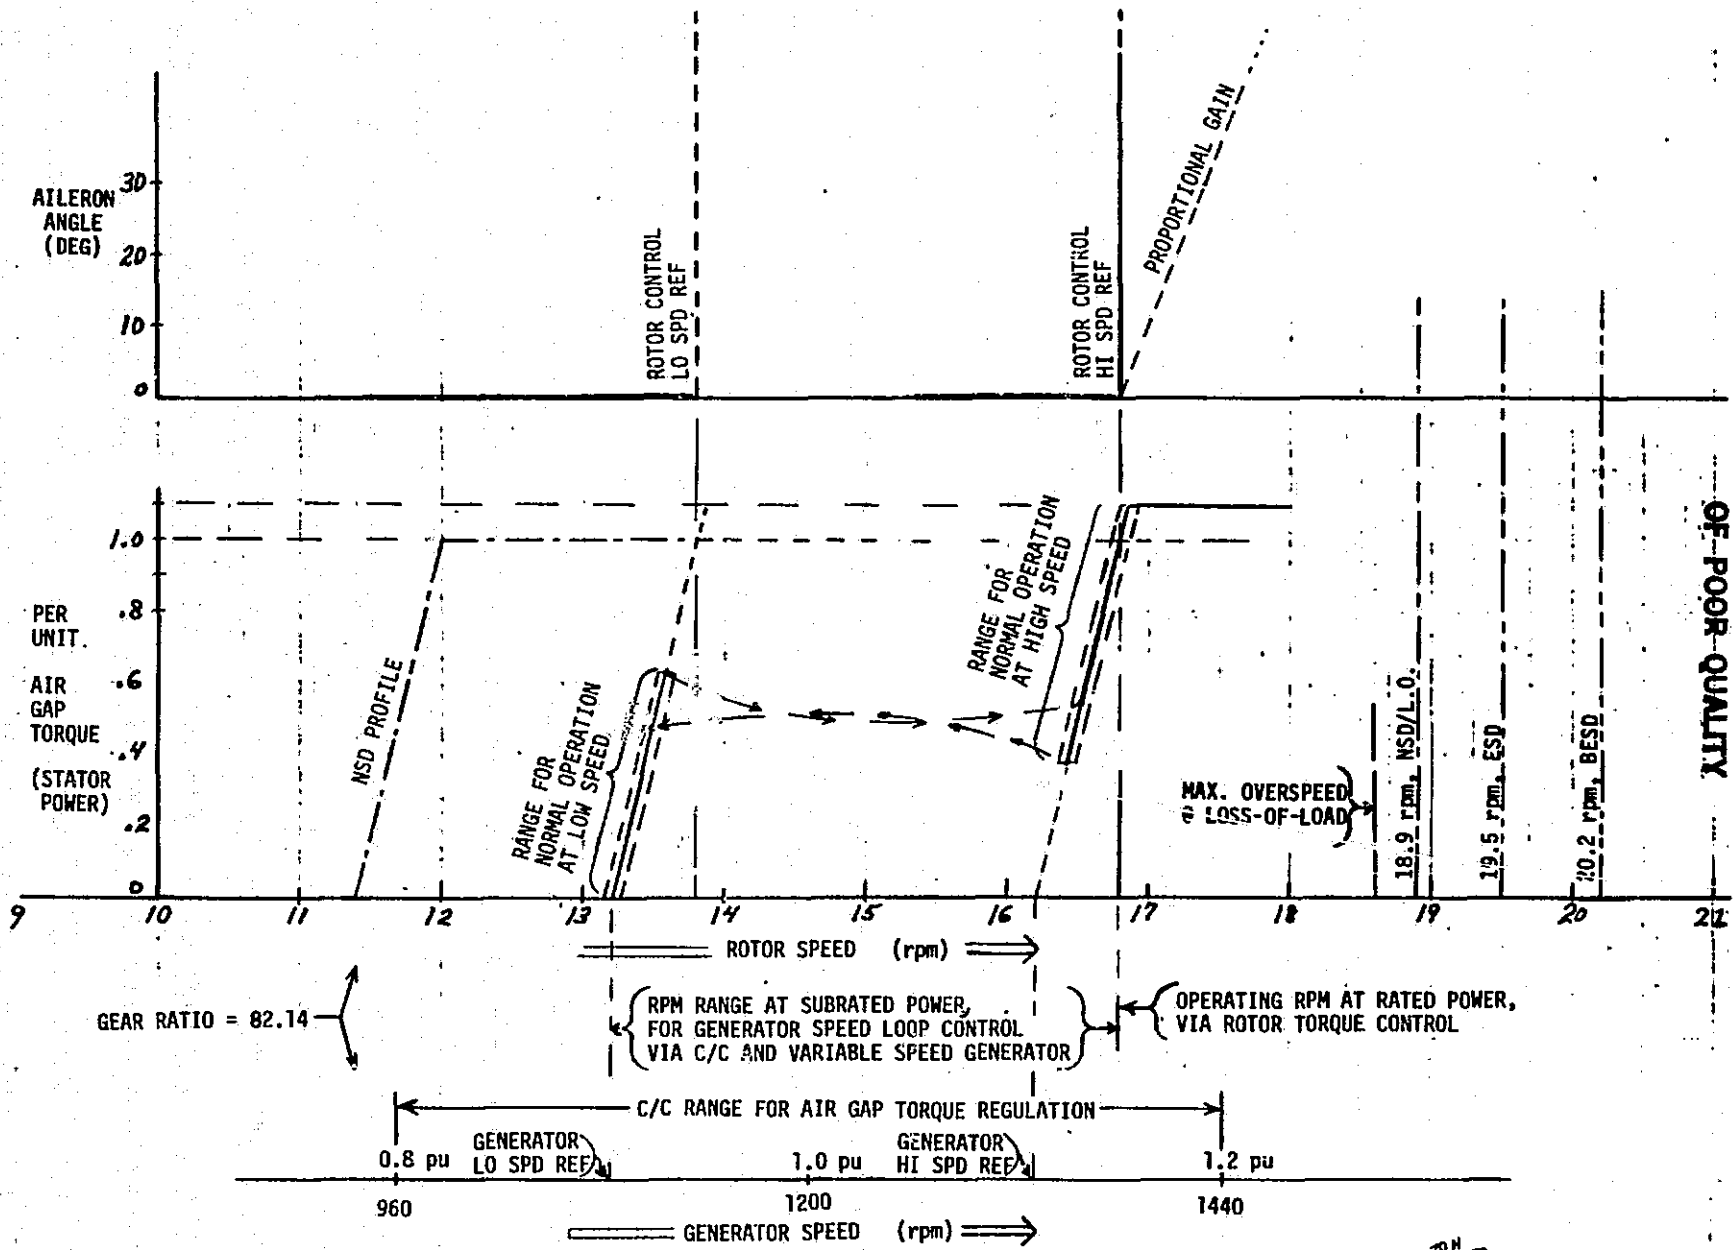 AILERON
ANGLE
(DEG)
30
20
10
0
ROTOR CONTROL
LO SPD REF
ROTOR CONTROL
HI SPD REF
PROPORTIONAL GAIN
PER
UNIT.
AIR
GAP
TORQUE
(STATOR
POWER)
1.0
.8
.6
.4
.2
0
NSD PROFILE
RANGE FOR
NORMAL OPERATION
AT LOW SPEED
RANGE FOR
NORMAL OPERATION
AT HIGH SPEED
MAX. OVERSPEED
@ LOSS-OF-LOAD
18.9 rpm, NSD/L.O.
19.5 rpm, ESD
20.2 rpm, BESD
OF POOR QUALITY
9 10 11 12 13 14 15 16 17 18 19 20 21
ROTOR SPEED (rpm)
GEAR RATIO = 82.14
RPM RANGE AT SUBRATED POWER,
FOR GENERATOR SPEED LOOP CONTROL
VIA C/C AND VARIABLE SPEED GENERATOR
OPERATING RPM AT RATED POWER,
VIA ROTOR TORQUE CONTROL
C/C RANGE FOR AIR GAP TORQUE REGULATION
GENERATOR
LO SPD REF
GENERATOR
HI SPD REF
0.8 pu 1.0 pu 1.2 pu
960 1200 1440
GENERATOR SPEED (rpm)